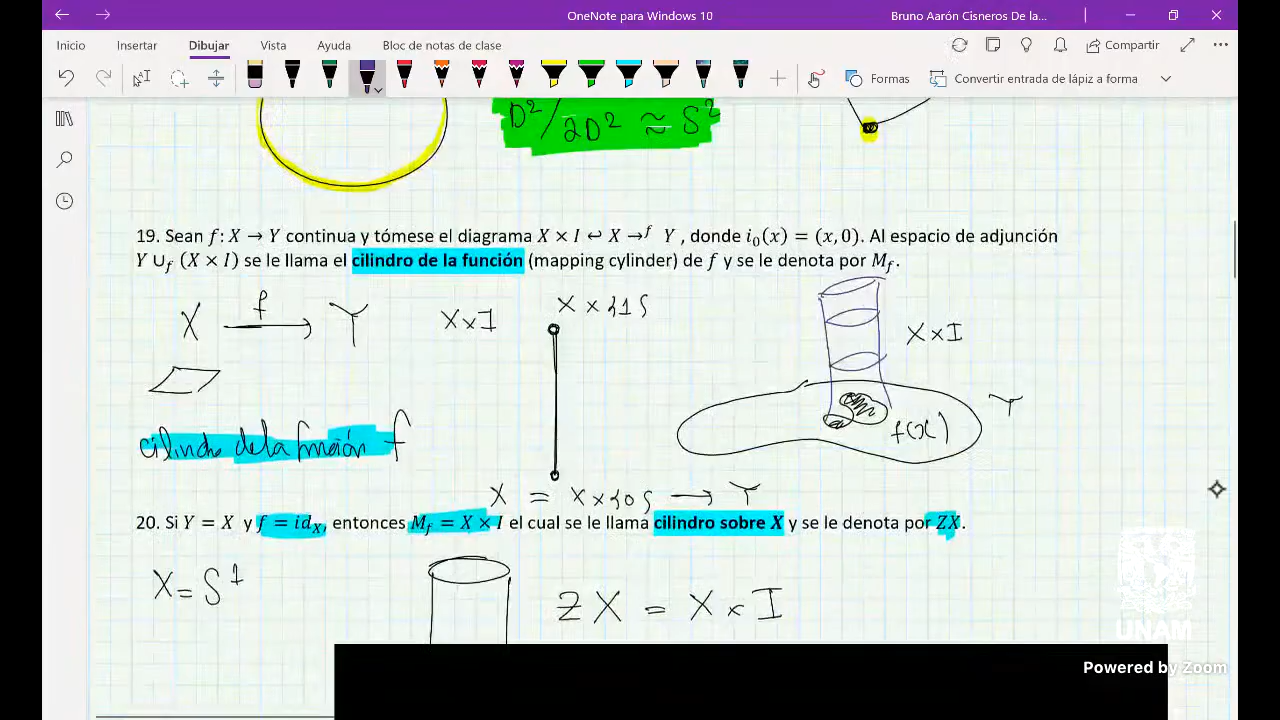 OneNote para Windows 10
Bruno Aarón Cisneros De la...
Inicio Insertar Dibujar Vista Ayuda Bloc de notas de clase
Compartir
Formas
Convertir entrada de lápiz a forma
D²/∂D² ≈ S²
19. Sean f: X → Y continua y tómese el diagrama X × I ↩ X →ᶠ Y , donde i₀(x) = (x, 0). Al espacio de adjunción
Y ∪_f (X × I) se le llama el cilindro de la función (mapping cylinder) de f y se le denota por M_f.
X f → Y
X×I
X × {1}
X×I
Y
f(x)
cilindro de la función f
X = X×{0} → Y
20. Si Y = X y f = id_X, entonces M_f = X × I el cual se le llama cilindro sobre X y se le denota por ZX.
X = S¹
ZX = X × I
UNAM
Powered by Zoom